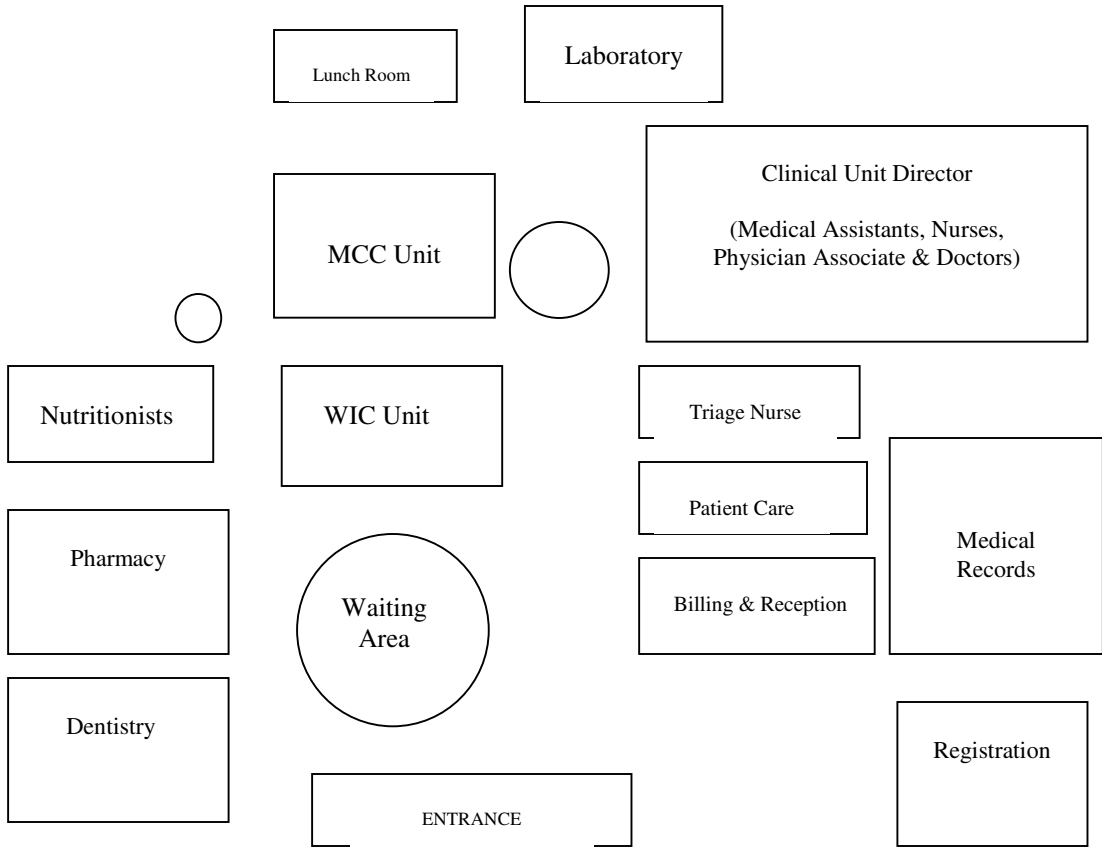 Lunch Room
Laboratory
Clinical Unit Director
(Medical Assistants, Nurses,
Physician Associate & Doctors)
MCC Unit
Nutritionists
WIC Unit
Triage Nurse
Patient Care
Pharmacy
Medical
Records
Waiting
Area
Billing & Reception
Dentistry
Registration
ENTRANCE